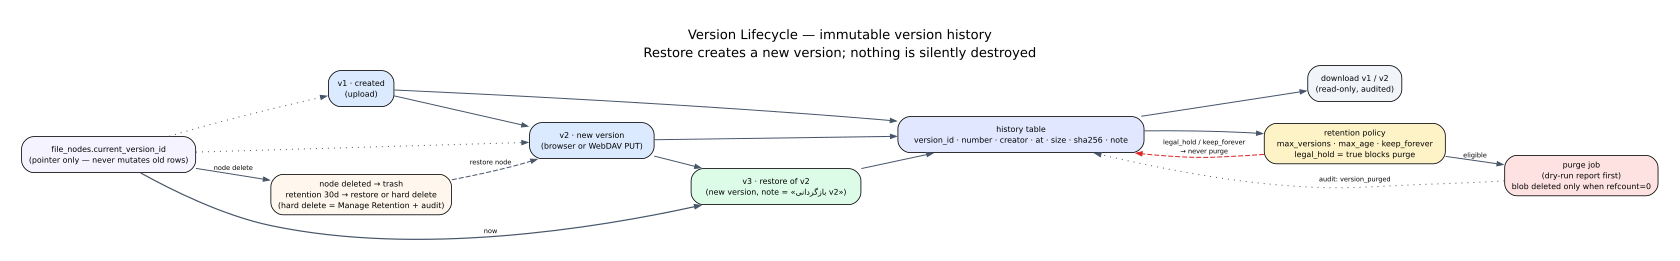 Version Lifecycle — immutable version history
Restore creates a new version; nothing is silently destroyed
v1 · created
(upload)
download v1 / v2
(read-only, audited)
v2 · new version
(browser or WebDAV PUT)
history table
version_id · number · creator · at · size · sha256 · note
retention policy
max_versions · max_age · keep_forever
legal_hold = true blocks purge
legal_hold / keep_forever
→ never purge
file_nodes.current_version_id
(pointer only — never mutates old rows)
node delete
restore node
eligible
purge job
(dry-run report first)
blob deleted only when refcount=0
node deleted → trash
retention 30d → restore or hard delete
(hard delete = Manage Retention + audit)
v3 · restore of v2
(new version, note = «بازگردانی v2»)
audit: version_purged
now